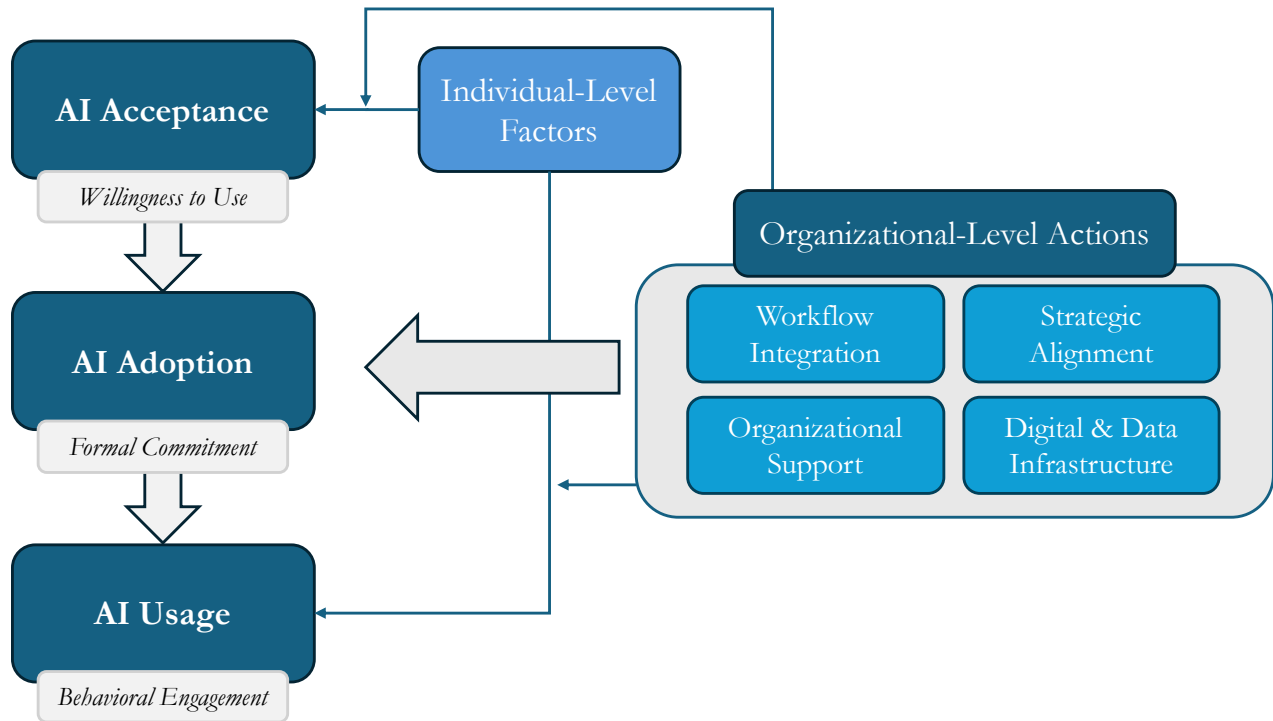 AI Acceptance
Willingness to Use
Individual-Level
Factors
Organizational-Level Actions
AI Adoption
Formal Commitment
Workflow
Integration
Strategic
Alignment
Organizational
Support
Digital & Data
Infrastructure
AI Usage
Behavioral Engagement